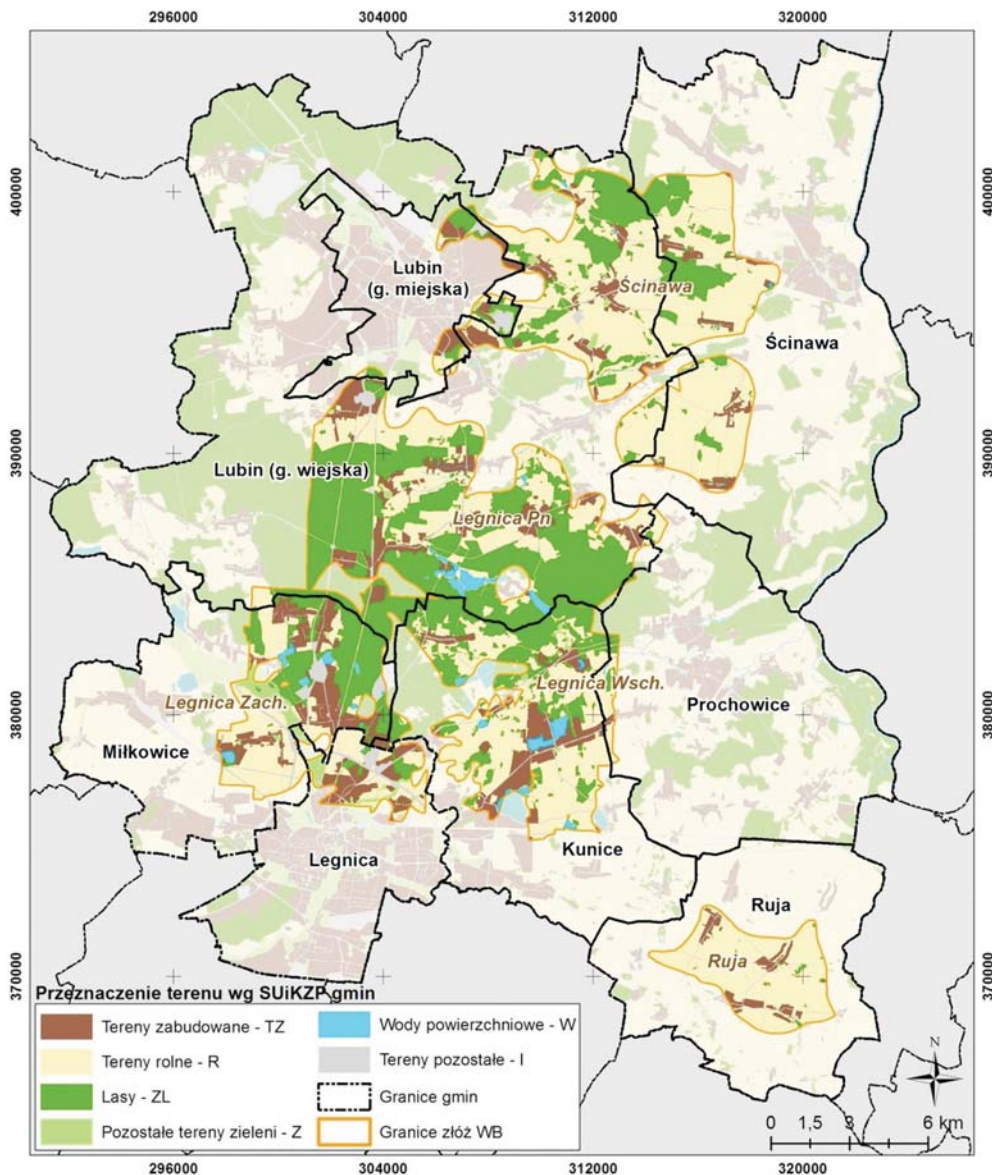 296000 304000 312000 320000
400000 400000
Lubin
(g. miejska)
Ścinawa
Ścinawa
390000 390000
Lubin (g. wiejska)
Legnica Pn
Legnica Zach.
Legnica Wsch.
380000 380000
Prochowice
Miłkowice
Legnica
Kunice
Ruja
Ruja
370000 370000
Przeznaczenie terenu wg SUiKZP gmin
Tereny zabudowane - TZ
Wody powierzchniowe - W
Tereny rolne - R
Tereny pozostałe - I
Lasy - ZL
Granice gmin
Pozostałe tereny zieleni - Z
Granice złóż WB
N
0 1.5 3 6 km
296000 304000 312000 320000